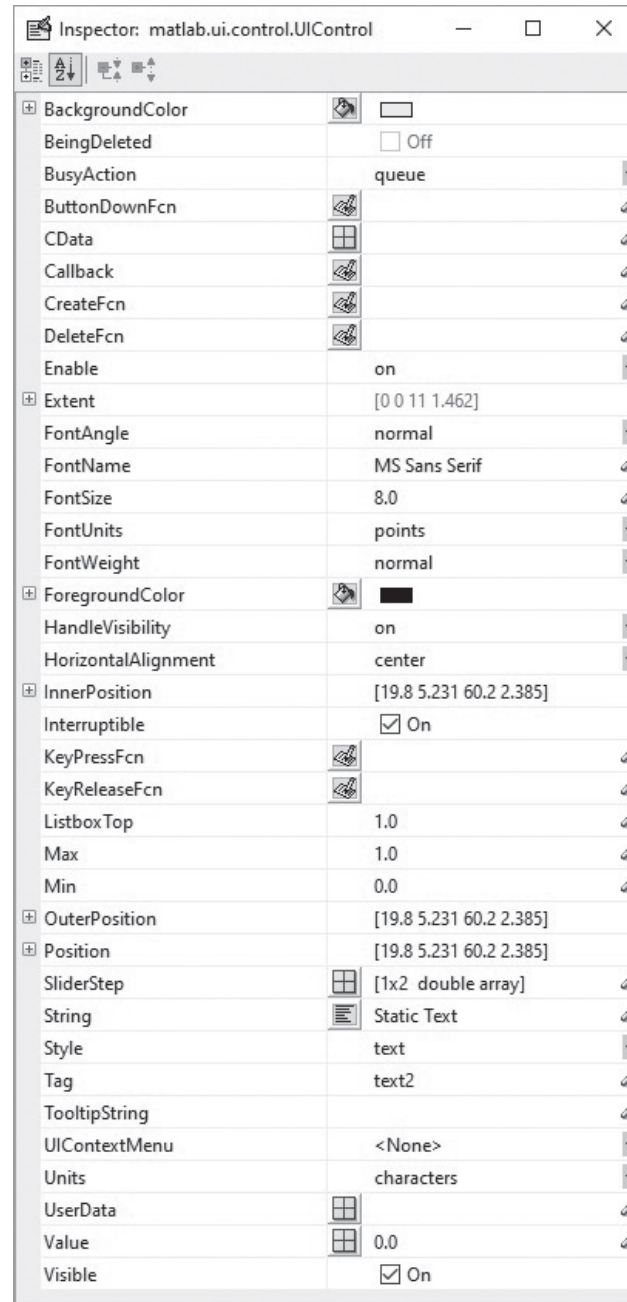 Inspector: matlab.ui.control.UIControl
BackgroundColor
BeingDeleted Off
BusyAction queue
ButtonDownFcn
CData
Callback
CreateFcn
DeleteFcn
Enable on
Extent [0 0 11 1.462]
FontAngle normal
FontName MS Sans Serif
FontSize 8.0
FontUnits points
FontWeight normal
ForegroundColor
HandleVisibility on
HorizontalAlignment center
InnerPosition [19.8 5.231 60.2 2.385]
Interruptible On
KeyPressFcn
KeyReleaseFcn
ListboxTop 1.0
Max 1.0
Min 0.0
OuterPosition [19.8 5.231 60.2 2.385]
Position [19.8 5.231 60.2 2.385]
SliderStep [1x2 double array]
String Static Text
Style text
Tag text2
TooltipString
UIContextMenu <None>
Units characters
UserData
Value 0.0
Visible On